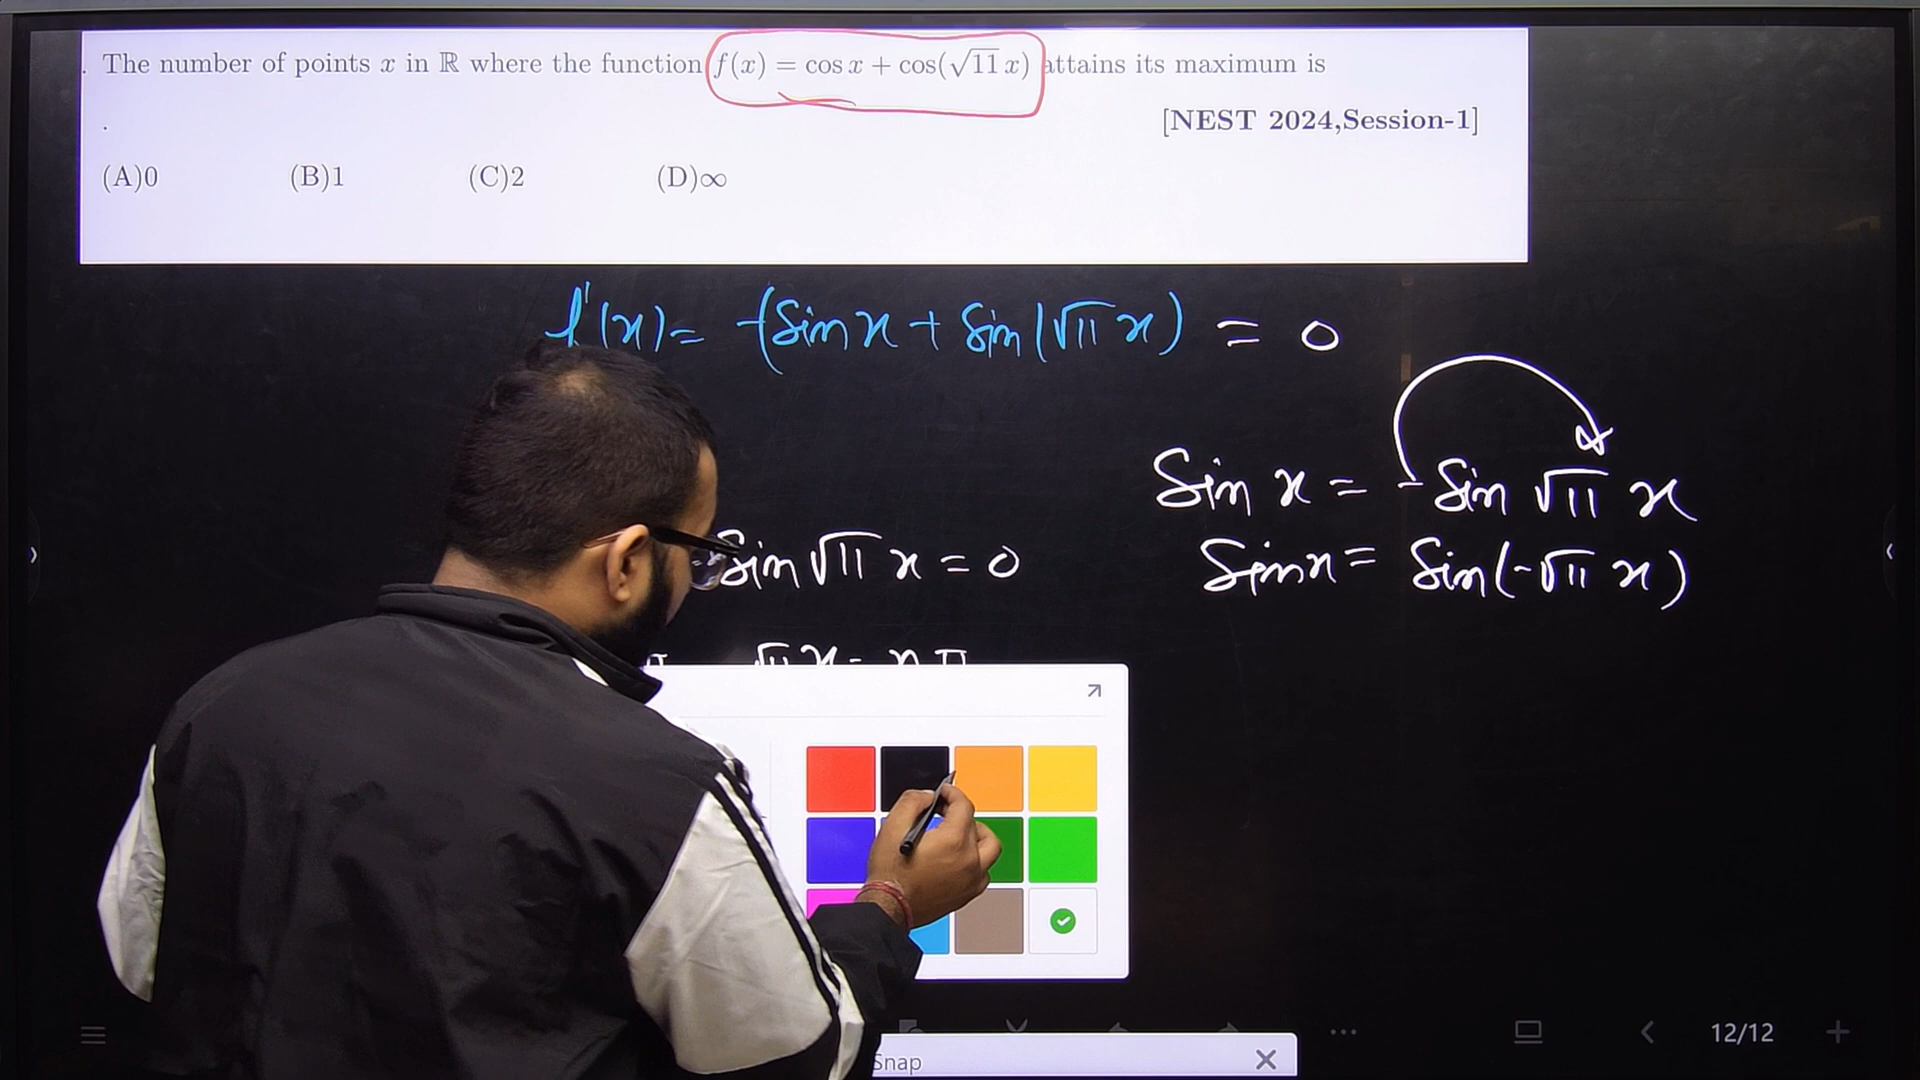 The number of points x in ℝ where the function f(x) = cos x + cos(√11 x) attains its maximum is
[NEST 2024,Session-1]
(A)0 (B)1 (C)2 (D)∞
f'(x) = -(Sin x + Sin(√11 x) = 0
Sin x = - Sin √11 x
Sin √11 x = 0
Sin x = Sin(-√11 x)
√11 x = n π
Snap
12/12